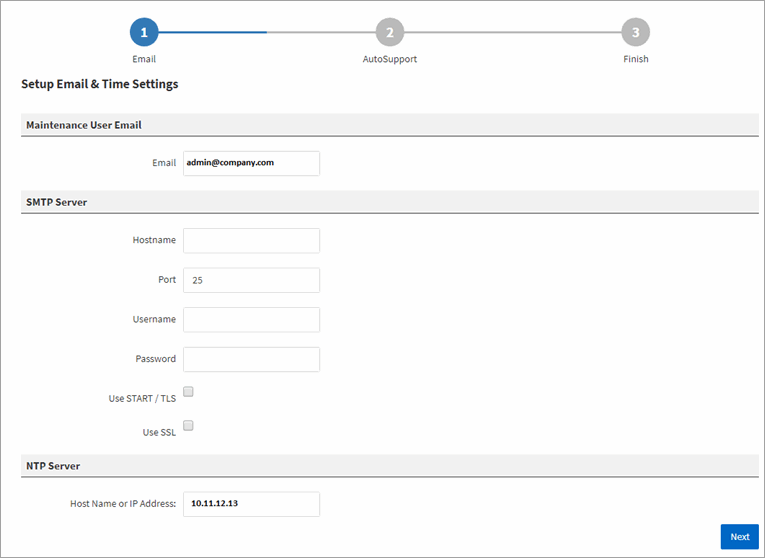 1 2 3
Email AutoSupport Finish
Setup Email & Time Settings
Maintenance User Email
Email admin@company.com
SMTP Server
Hostname
Port 25
Username
Password
Use START / TLS
Use SSL
NTP Server
Host Name or IP Address: 10.11.12.13
Next